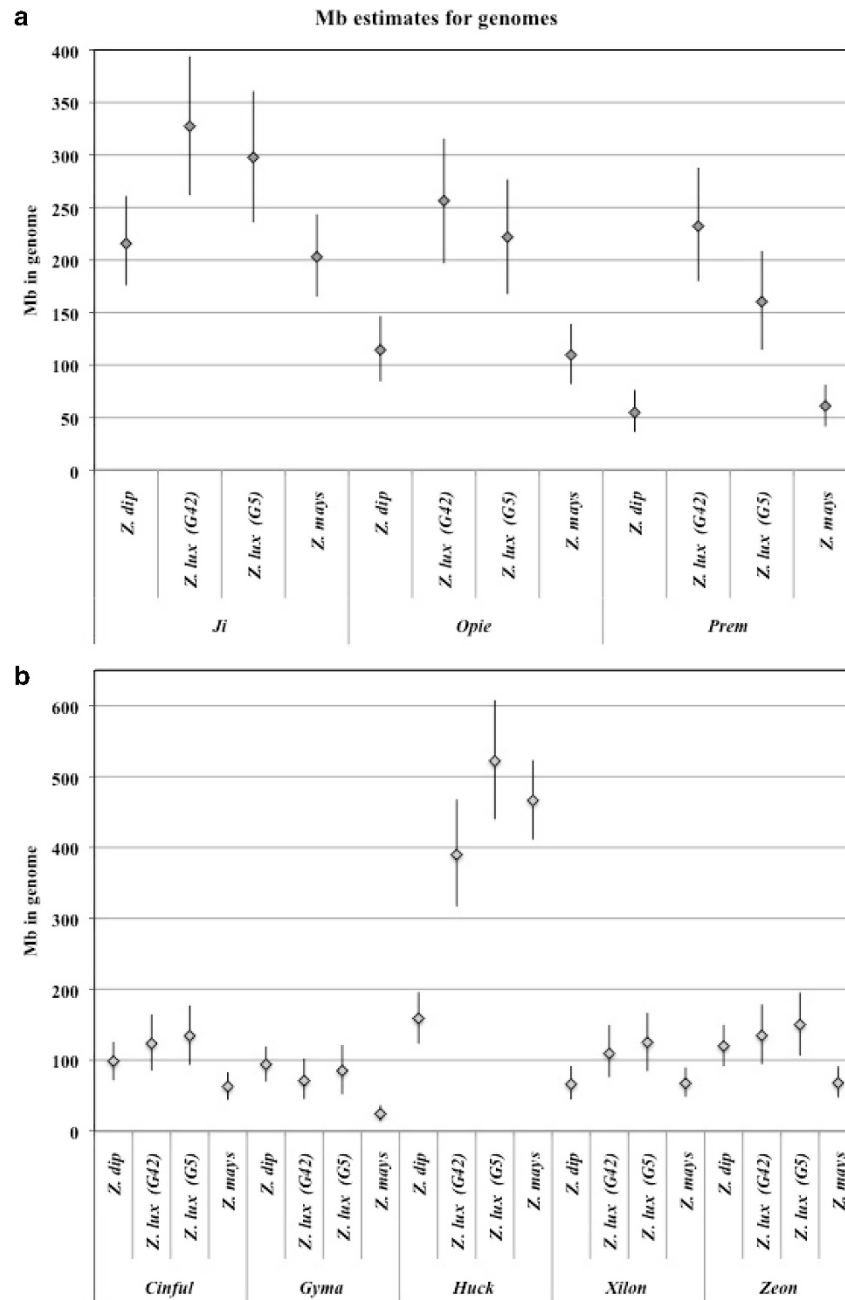 a
Mb estimates for genomes
400
350
300
250
200
150
100
50
0
Mb in genome
Z. dip
Z. lux (G42)
Z. lux (G5)
Z. mays
Z. dip
Z. lux (G42)
Z. lux (G5)
Z. mays
Z. dip
Z. lux (G42)
Z. lux (G5)
Z. mays
Ji
Opie
Prem
b
600
500
400
300
200
100
0
Mb in genome
Z. dip
Z. lux (G42)
Z. lux (G5)
Z. mays
Z. dip
Z. lux (G42)
Z. lux (G5)
Z. mays
Z. dip
Z. lux (G42)
Z. lux (G5)
Z. mays
Z. dip
Z. lux (G42)
Z. lux (G5)
Z. mays
Z. dip
Z. lux (G42)
Z. lux (G5)
Z. mays
Cinful
Gyma
Huck
Xilon
Zeon